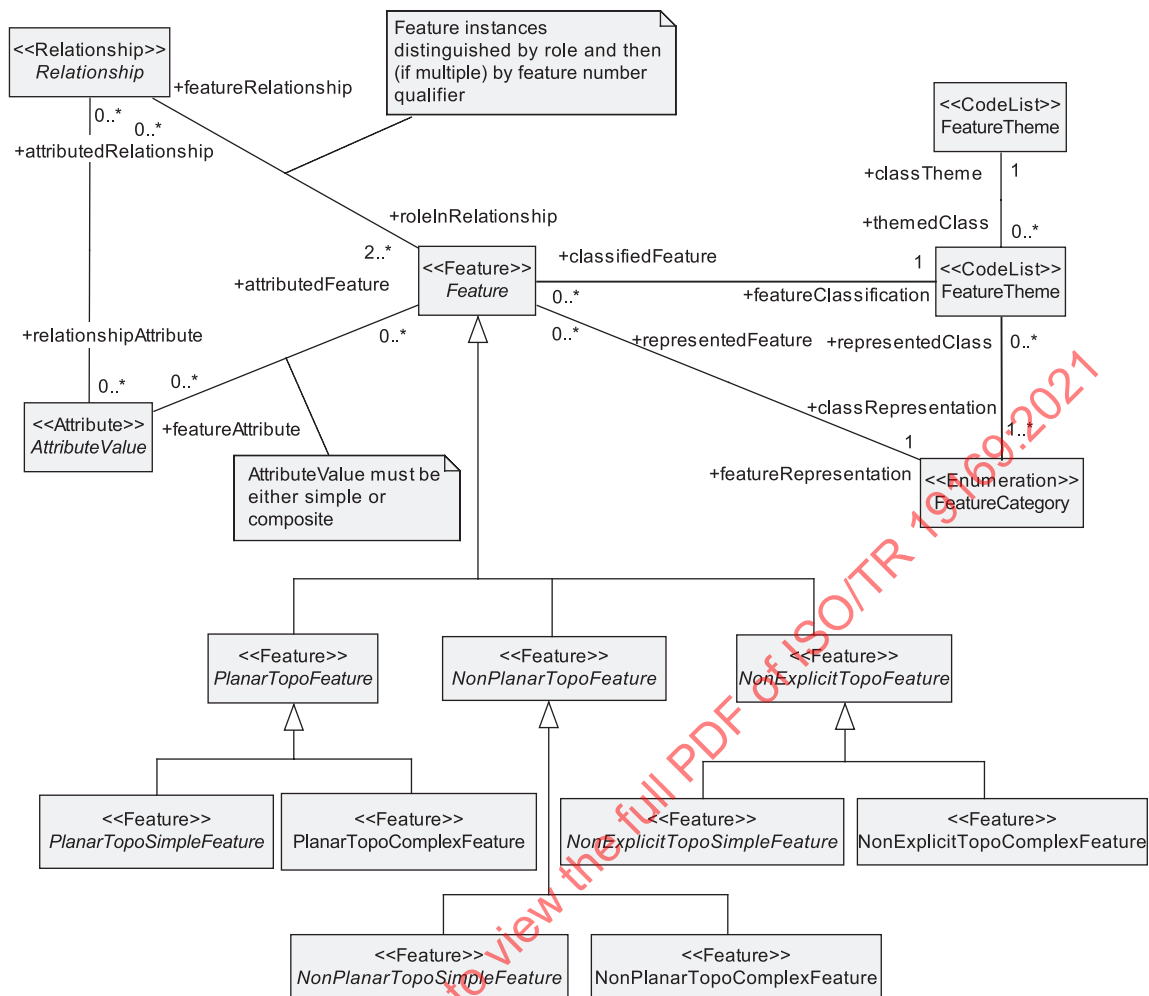 <<Relationship>>
Relationship
Feature instances
distinguished by role and then
(if multiple) by feature number
qualifier
<<CodeList>>
FeatureTheme
+featureRelationship
0..*
0..*
+attributedRelationship
+classTheme
1
+themedClass
0..*
+roleInRelationship
2..*
<<Feature>>
Feature
+classifiedFeature
1
<<CodeList>>
FeatureTheme
+attributedFeature
0..*
+featureClassification
0..*
0..*
+relationshipAttribute
+representedFeature
+representedClass
0..*
0..*
0..*
<<Attribute>>
AttributeValue
+featureAttribute
+classRepresentation
1
1..*
+featureRepresentation
<<Enumeration>>
FeatureCategory
AttributeValue must be
either simple or
composite
<<Feature>>
PlanarTopoFeature
<<Feature>>
NonPlanarTopoFeature
<<Feature>>
NonExplicitTopoFeature
<<Feature>>
PlanarTopoSimpleFeature
<<Feature>>
PlanarTopoComplexFeature
<<Feature>>
NonExplicitTopoSimpleFeature
<<Feature>>
NonExplicitTopoComplexFeature
<<Feature>>
NonPlanarTopoSimpleFeature
<<Feature>>
NonPlanarTopoComplexFeature
to view the full PDF of ISO/TR 19169:2021